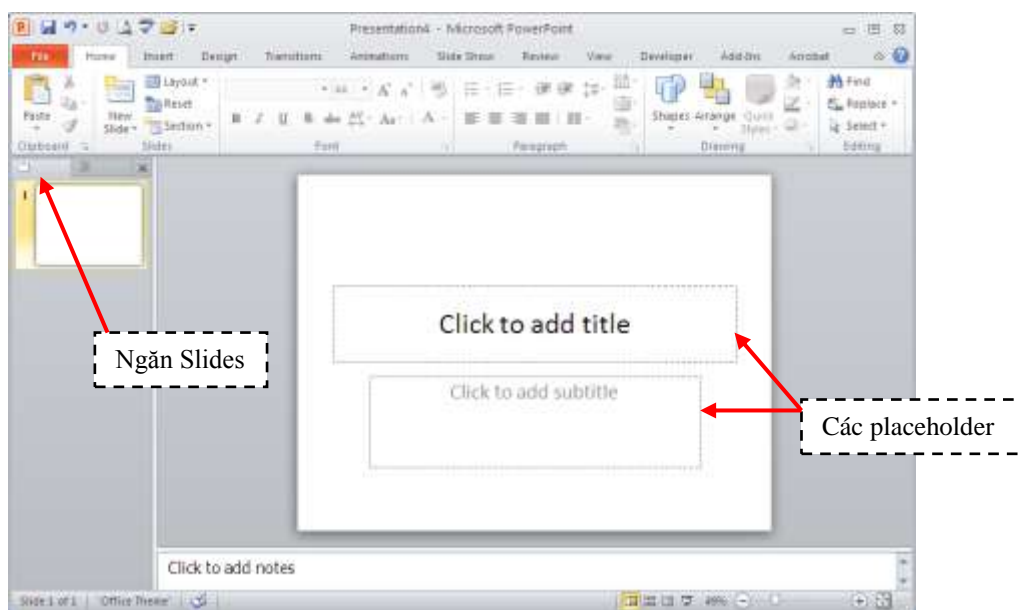 Presentation4 - Microsoft PowerPoint
File Home Insert Design Transitions Animations Slide Show Review View Developer Add-Ins Acrobat
Layout
Find
Reset
Replace
Paste New Slide Section
Shapes Arrange Quick Styles
Select
Clipboard Slides Font Paragraph Drawing Editing
1
Click to add title
Ngăn Slides
Click to add subtitle
Các placeholder
Click to add notes
Slide 1 of 1 "Office Theme" 49%